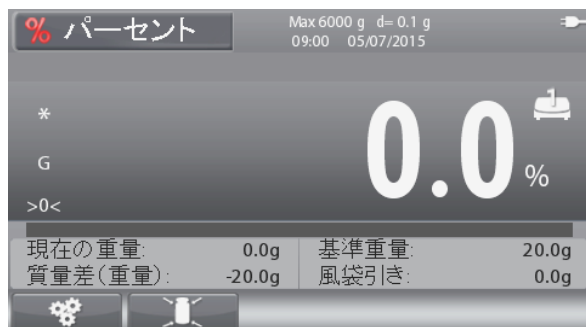 % パーセント
Max 6000 g d= 0.1 g
09:00 05/07/2015
*
G
>0<
0.0 %
1
現在の重量: 0.0g
基準重量: 20.0g
質量差(重量): -20.0g
風袋引き: 0.0g